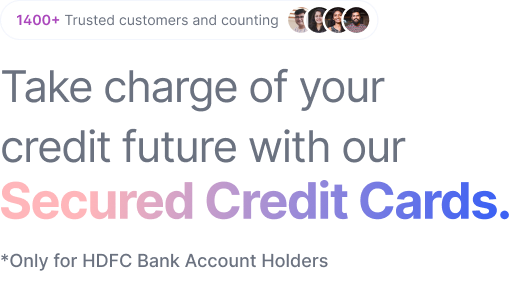 1400+ Trusted customers and counting
Take charge of your
credit future with our
Secured Credit Cards.
*Only for HDFC Bank Account Holders